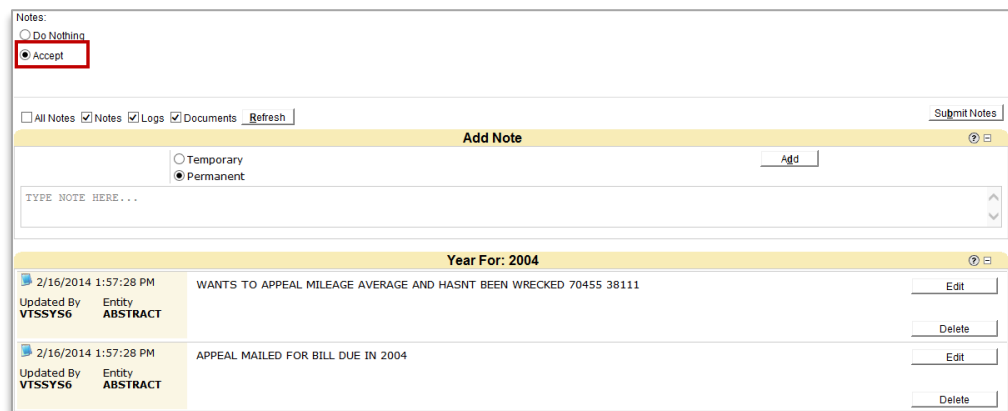 Notes:
Do Nothing
Accept
All Notes Notes Logs Documents Refresh
Submit Notes
Add Note
Temporary
Add
Permanent
TYPE NOTE HERE...
Year For: 2004
2/16/2014 1:57:28 PM
WANTS TO APPEAL MILEAGE AVERAGE AND HASNT BEEN WRECKED 70455 38111
Edit
Updated By Entity
VTSSYS6 ABSTRACT
Delete
2/16/2014 1:57:28 PM
APPEAL MAILED FOR BILL DUE IN 2004
Edit
Updated By Entity
VTSSYS6 ABSTRACT
Delete